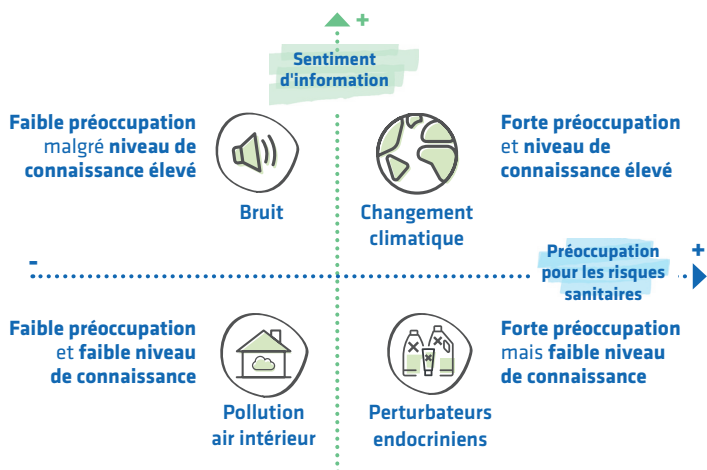 +
Sentiment
d'information
Faible préoccupation
malgré niveau de
connaissance élevé
Bruit
Changement
climatique
Forte préoccupation
et niveau de
connaissance élevé
-
Préoccupation
pour les risques
sanitaires
+
Faible préoccupation
et faible niveau
de connaissance
Pollution
air intérieur
Perturbateurs
endocriniens
Forte préoccupation
mais faible niveau
de connaissance